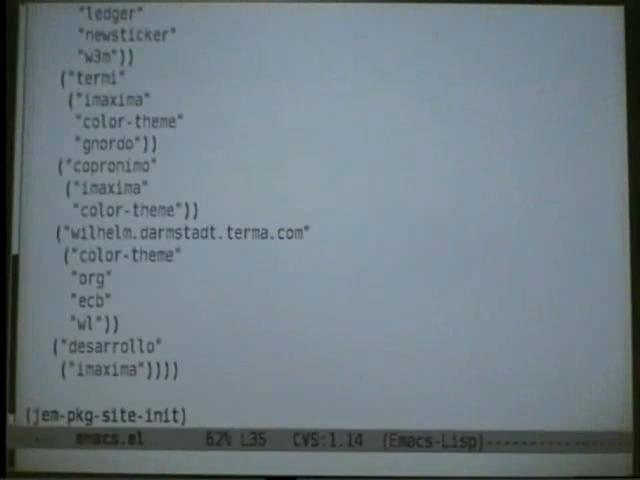 "ledger"
"newsticker"
"w3m"))
("termi"
("imaxima"
"color-theme"
"gnordo"))
("copronimo"
("imaxima"
"color-theme"))
("wilhelm.darmstadt.terma.com"
("color-theme"
"org"
"ecb"
"wl"))
("desarrollo"
("imaxima"))))
(jem-pkg-site-init)
emacs.el 62% L35 CVS:1.14 (Emacs-Lisp)